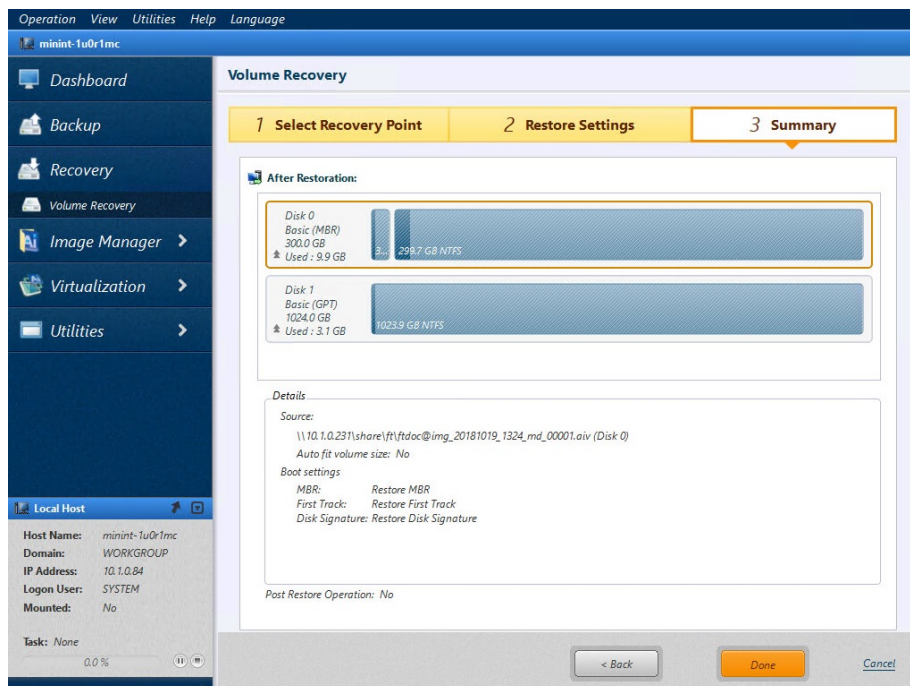 Operation View Utilities Help Language
minint-1u0r1mc
Dashboard
Backup
Recovery
Volume Recovery
Image Manager
Virtualization
Utilities
Local Host
Host Name: minint-1u0r1mc
Domain: WORKGROUP
IP Address: 10.1.0.84
Logon User: SYSTEM
Mounted: No
Task: None
0.0 %
Volume Recovery
1 Select Recovery Point
2 Restore Settings
3 Summary
After Restoration:
Disk 0
Basic (MBR)
300.0 GB
Used : 9.9 GB
3...
299.7 GB NTFS
Disk 1
Basic (GPT)
1024.0 GB
Used : 3.1 GB
1023.9 GB NTFS
Details
Source:
\\10.1.0.231\share\ft\ftdoc@img_20181019_1324_md_00001.aiv (Disk 0)
Auto fit volume size: No
Boot settings
MBR: Restore MBR
First Track: Restore First Track
Disk Signature: Restore Disk Signature
Post Restore Operation: No
< Back
Done
Cancel